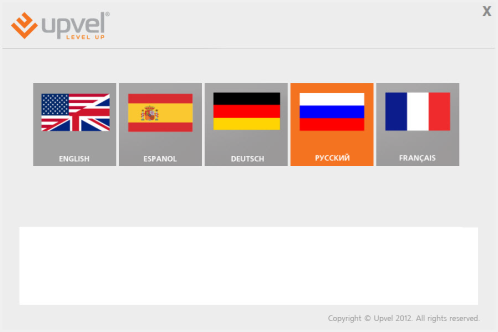 X
upvel®
LEVEL UP
ENGLISH
ESPANOL
DEUTSCH
РУССКИЙ
FRANÇAIS
Copyright © Upvel 2012. All rights reserved.